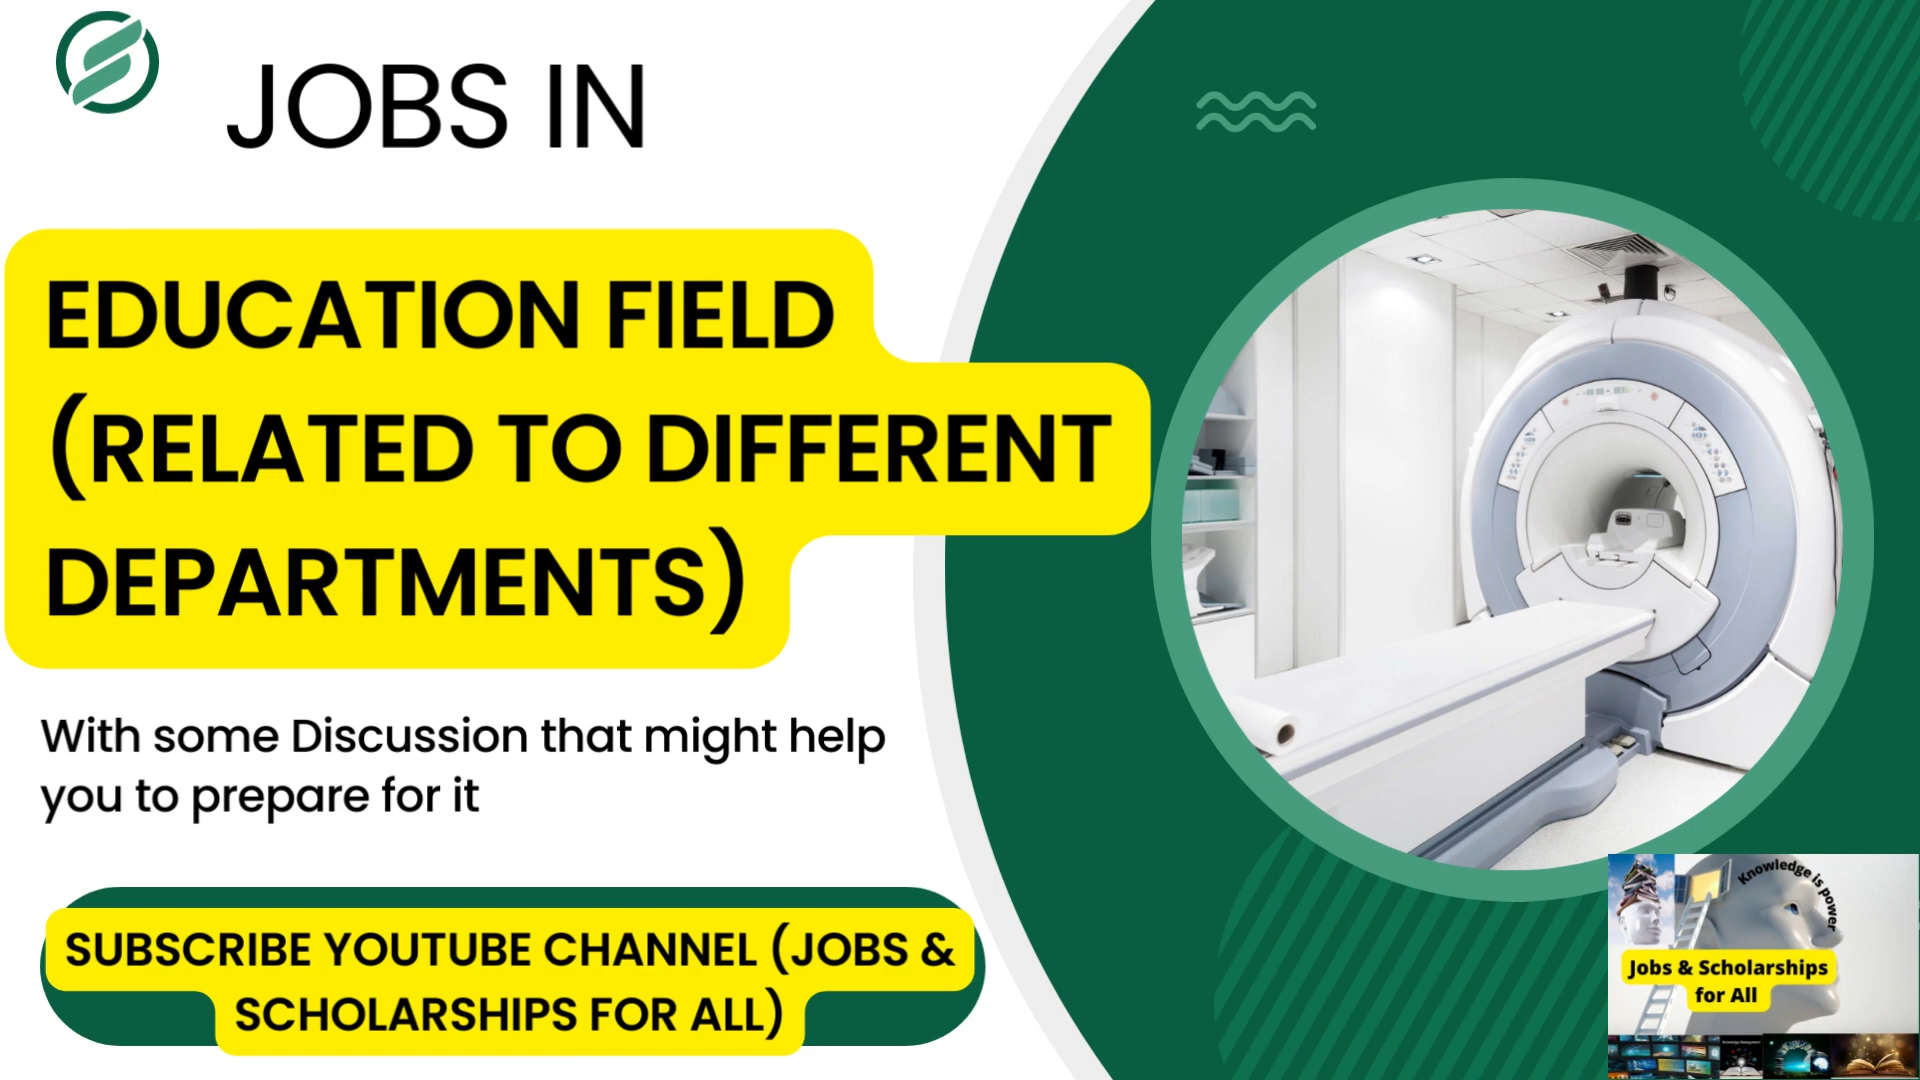 JOBS IN
EDUCATION FIELD
(RELATED TO DIFFERENT
DEPARTMENTS)
With some Discussion that might help
you to prepare for it
SUBSCRIBE YOUTUBE CHANNEL (JOBS &
SCHOLARSHIPS FOR ALL)
Knowledge is power
Jobs & Scholarships
for All